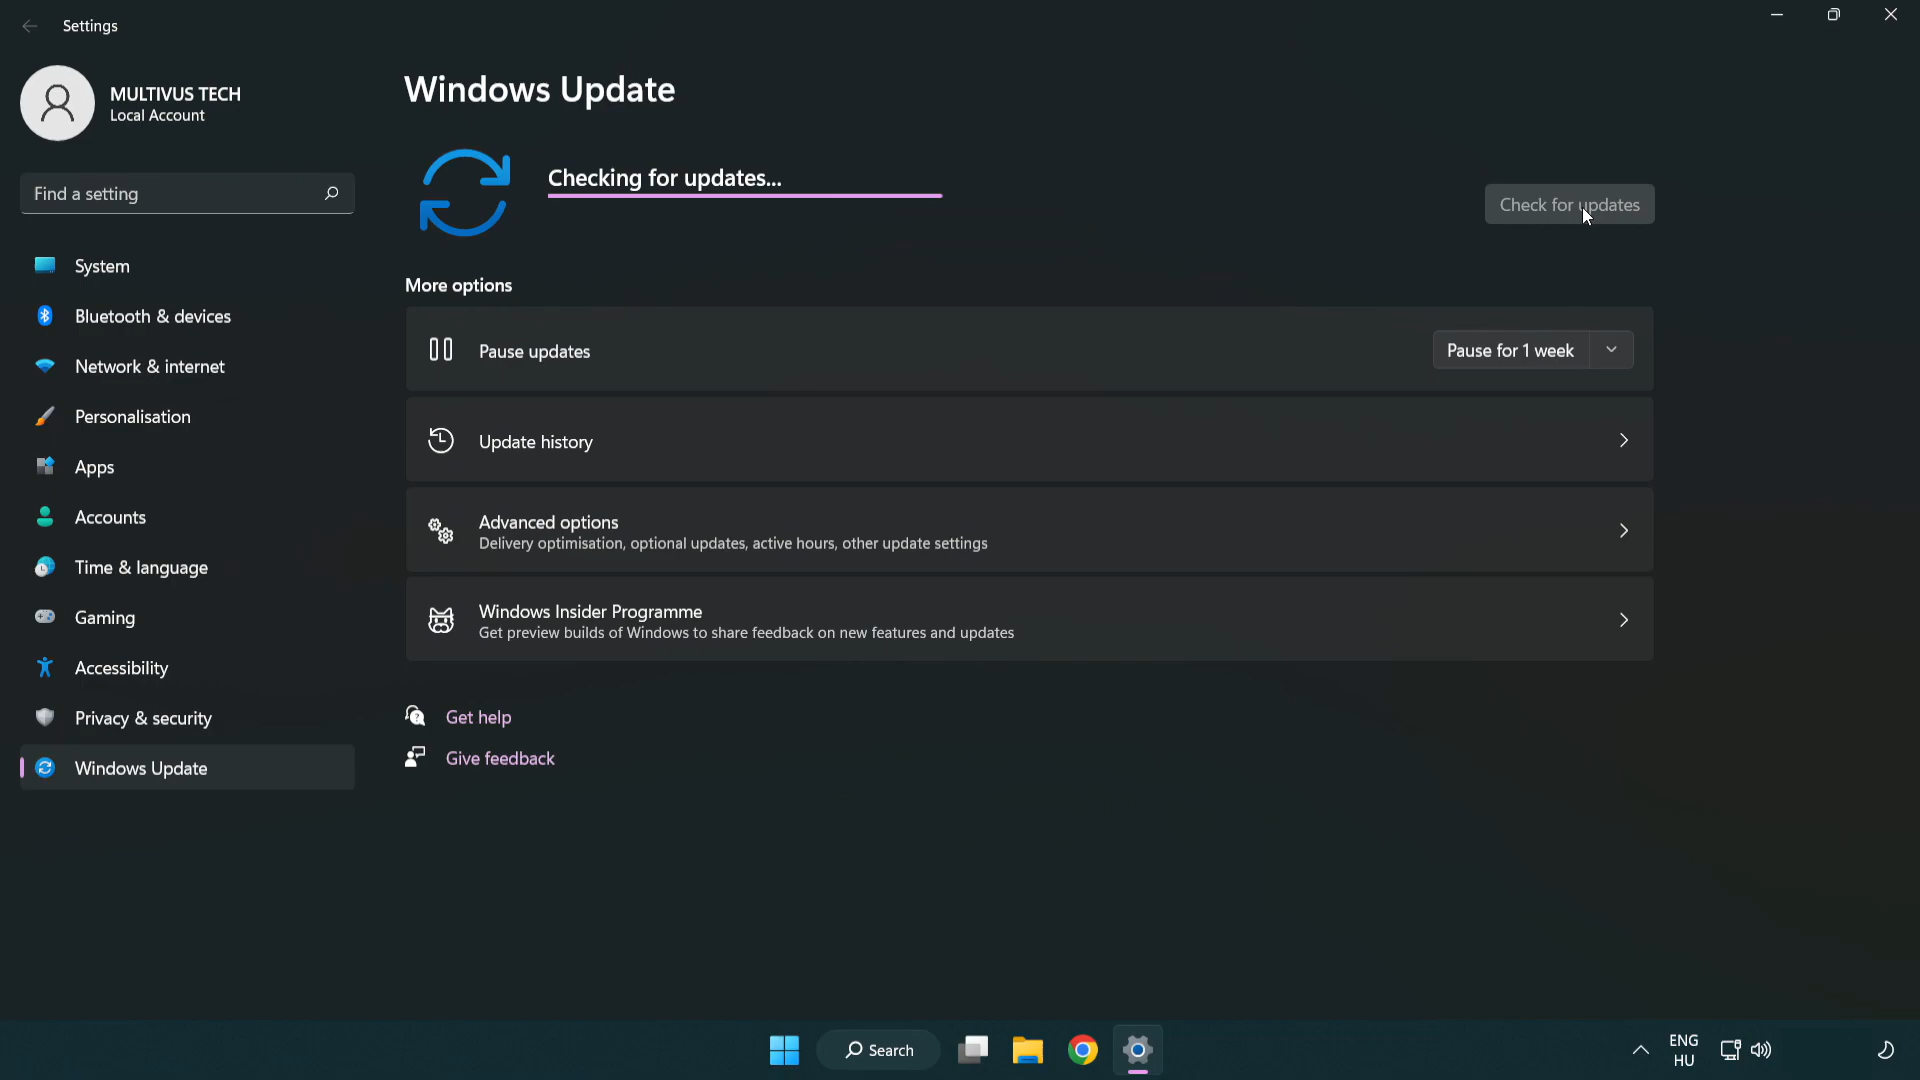 Settings
MULTIVUS TECH
Local Account
Find a setting
System
Bluetooth & devices
Network & internet
Personalisation
Apps
Accounts
Time & language
Gaming
Accessibility
Privacy & security
Windows Update
Windows Update
Checking for updates...
Check for updates
More options
Pause updates
Pause for 1 week
Update history
Advanced options
Delivery optimisation, optional updates, active hours, other update settings
Windows Insider Programme
Get preview builds of Windows to share feedback on new features and updates
Get help
Give feedback
Search
ENG
HU